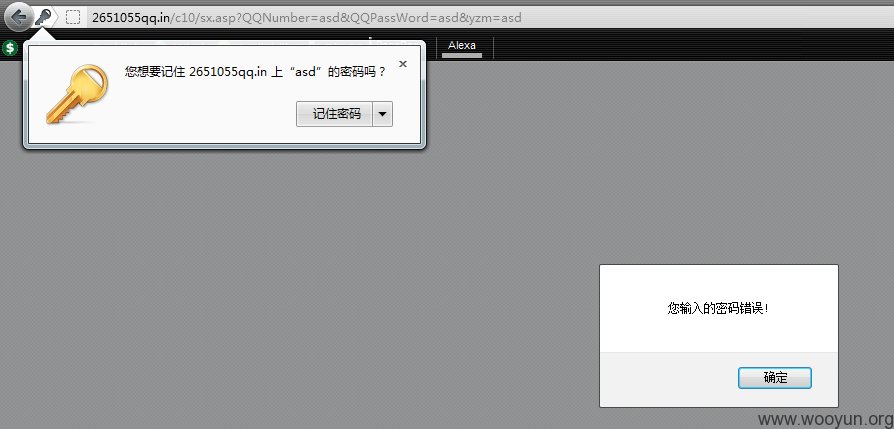 2651055qq.in/c10/sx.asp?QQNumber=asd&QQPassWord=asd&yzm=asd
Alexa
您想要记住 2651055qq.in 上“asd”的密码吗？
记住密码
您输入的密码错误!
确定
www.wooyun.org